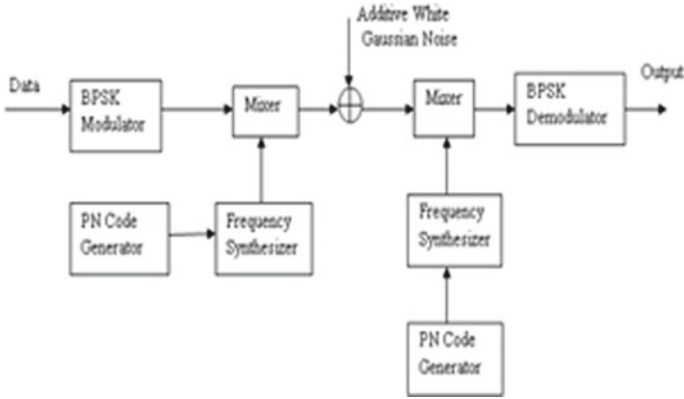 Additive White
Gaussian Noise
Data
BPSK
Modulator
Mixer
Mixer
BPSK
Demodulator
Output
PN Code
Generator
Frequency
Synthesizer
Frequency
Synthesizer
PN Code
Generator